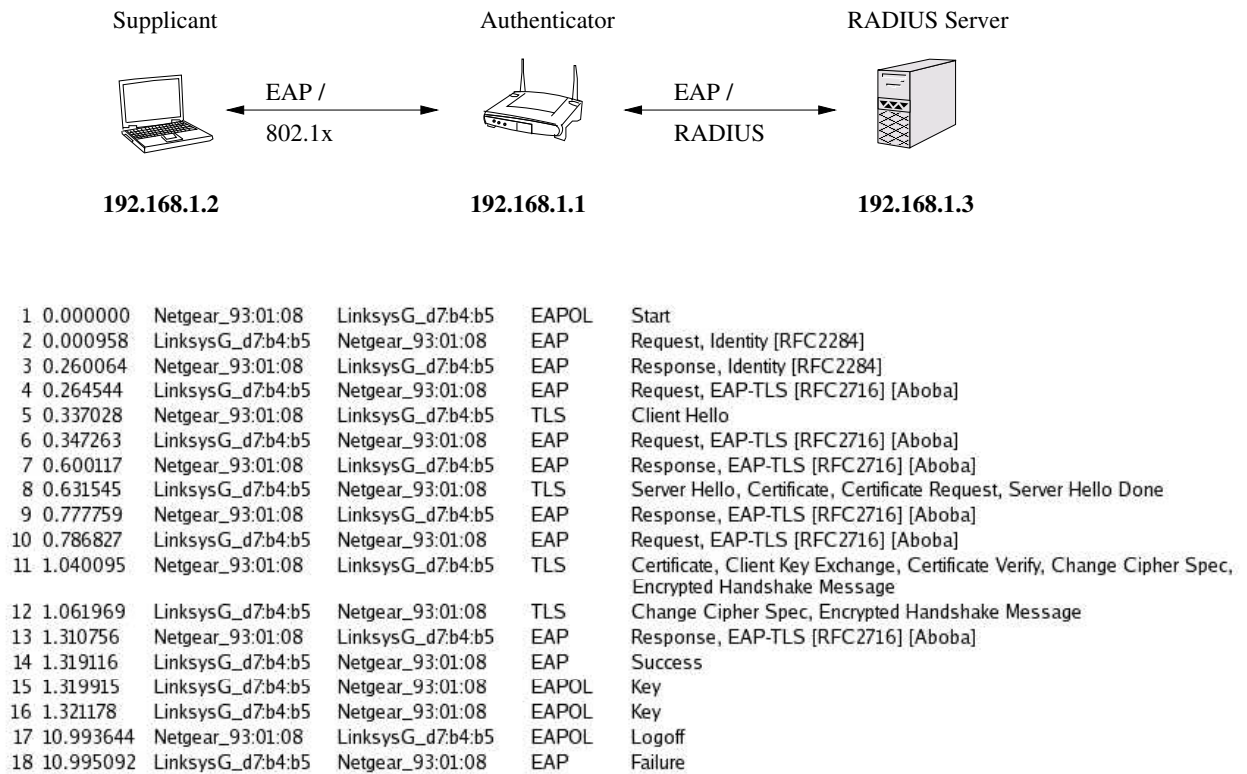 Supplicant Authenticator RADIUS Server
EAP / EAP /
802.1x RADIUS
192.168.1.2 192.168.1.1 192.168.1.3
1 0.000000 Netgear_93:01:08 LinksysG_d7:b4:b5 EAPOL Start
2 0.000958 LinksysG_d7:b4:b5 Netgear_93:01:08 EAP Request, Identity [RFC2284]
3 0.260064 Netgear_93:01:08 LinksysG_d7:b4:b5 EAP Response, Identity [RFC2284]
4 0.264544 LinksysG_d7:b4:b5 Netgear_93:01:08 EAP Request, EAP-TLS [RFC2716] [Aboba]
5 0.337028 Netgear_93:01:08 LinksysG_d7:b4:b5 TLS Client Hello
6 0.347263 LinksysG_d7:b4:b5 Netgear_93:01:08 EAP Request, EAP-TLS [RFC2716] [Aboba]
7 0.600117 Netgear_93:01:08 LinksysG_d7:b4:b5 EAP Response, EAP-TLS [RFC2716] [Aboba]
8 0.631545 LinksysG_d7:b4:b5 Netgear_93:01:08 TLS Server Hello, Certificate, Certificate Request, Server Hello Done
9 0.777759 Netgear_93:01:08 LinksysG_d7:b4:b5 EAP Response, EAP-TLS [RFC2716] [Aboba]
10 0.786827 LinksysG_d7:b4:b5 Netgear_93:01:08 EAP Request, EAP-TLS [RFC2716] [Aboba]
11 1.040095 Netgear_93:01:08 LinksysG_d7:b4:b5 TLS Certificate, Client Key Exchange, Certificate Verify, Change Cipher Spec,
Encrypted Handshake Message
12 1.061969 LinksysG_d7:b4:b5 Netgear_93:01:08 TLS Change Cipher Spec, Encrypted Handshake Message
13 1.310756 Netgear_93:01:08 LinksysG_d7:b4:b5 EAP Response, EAP-TLS [RFC2716] [Aboba]
14 1.319116 LinksysG_d7:b4:b5 Netgear_93:01:08 EAP Success
15 1.319915 LinksysG_d7:b4:b5 Netgear_93:01:08 EAPOL Key
16 1.321178 LinksysG_d7:b4:b5 Netgear_93:01:08 EAPOL Key
17 10.993644 Netgear_93:01:08 LinksysG_d7:b4:b5 EAPOL Logoff
18 10.995092 LinksysG_d7:b4:b5 Netgear_93:01:08 EAP Failure